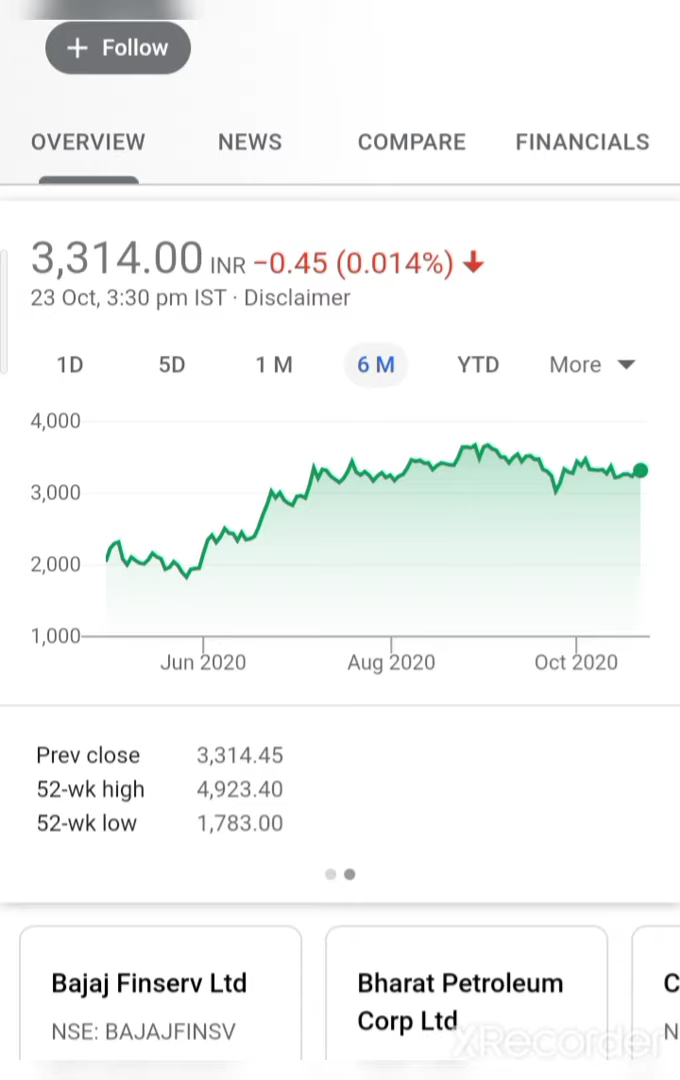 + Follow
OVERVIEW NEWS COMPARE FINANCIALS
3,314.00 INR −0.45 (0.014%)
23 Oct, 3:30 pm IST · Disclaimer
1D 5D 1 M 6 M YTD More
4,000
3,000
2,000
1,000
Jun 2020 Aug 2020 Oct 2020
Prev close 3,314.45
52-wk high 4,923.40
52-wk low 1,783.00
Bajaj Finserv Ltd
NSE: BAJAJFINSV
Bharat Petroleum
Corp Ltd
C
N
XRecorder